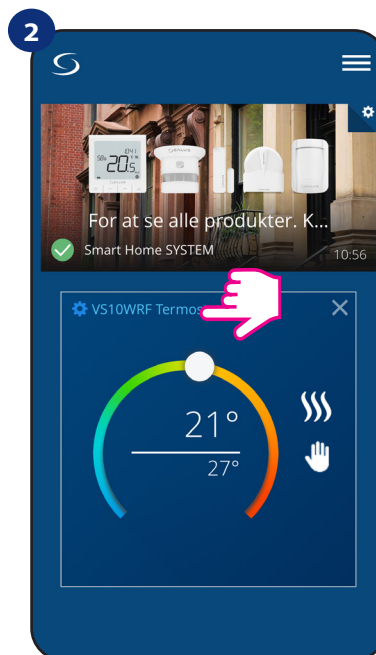 2
For at se alle produkter. K...
Smart Home SYSTEM
10:56
VS10WRF Termos
21°
27°